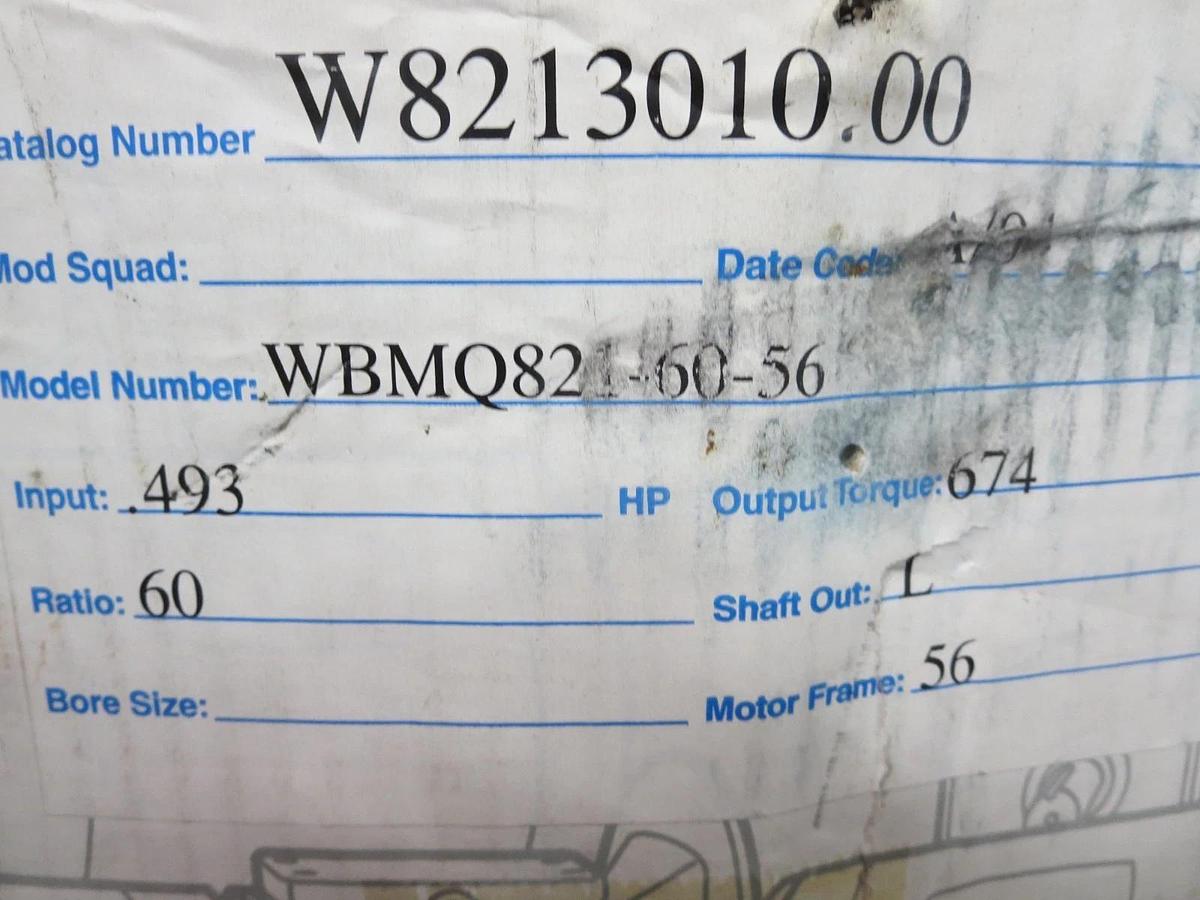 atalog Number W8213010.00
Mod Squad: Date Code:
Model Number: WBMQ821-60-56
Input: .493 HP Output Torque: 674
Ratio: 60 Shaft Out: L
Bore Size: Motor Frame: 56